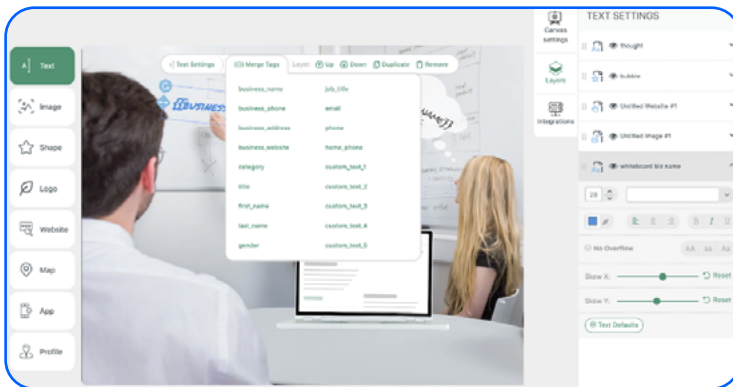 Text
Image
Shape
Logo
Website
Map
App
Profile
Text Settings
{{}} Merge Tags
Layer:
Up
Down
Duplicate
Remove
business_name
job_title
business_phone
email
business_address
phone
business_website
home_phone
category
custom_text_1
title
custom_text_2
first_name
custom_text_3
last_name
custom_text_4
gender
custom_text_5
Canvas
settings
Layers
Integrations
TEXT SETTINGS
thought
bubble
Untitled Website #1
Untitled Image #1
whiteboard biz name
28
B I U
No Overflow
AA aa Aa
Skew X:
Reset
Skew Y:
Reset
Text Defaults